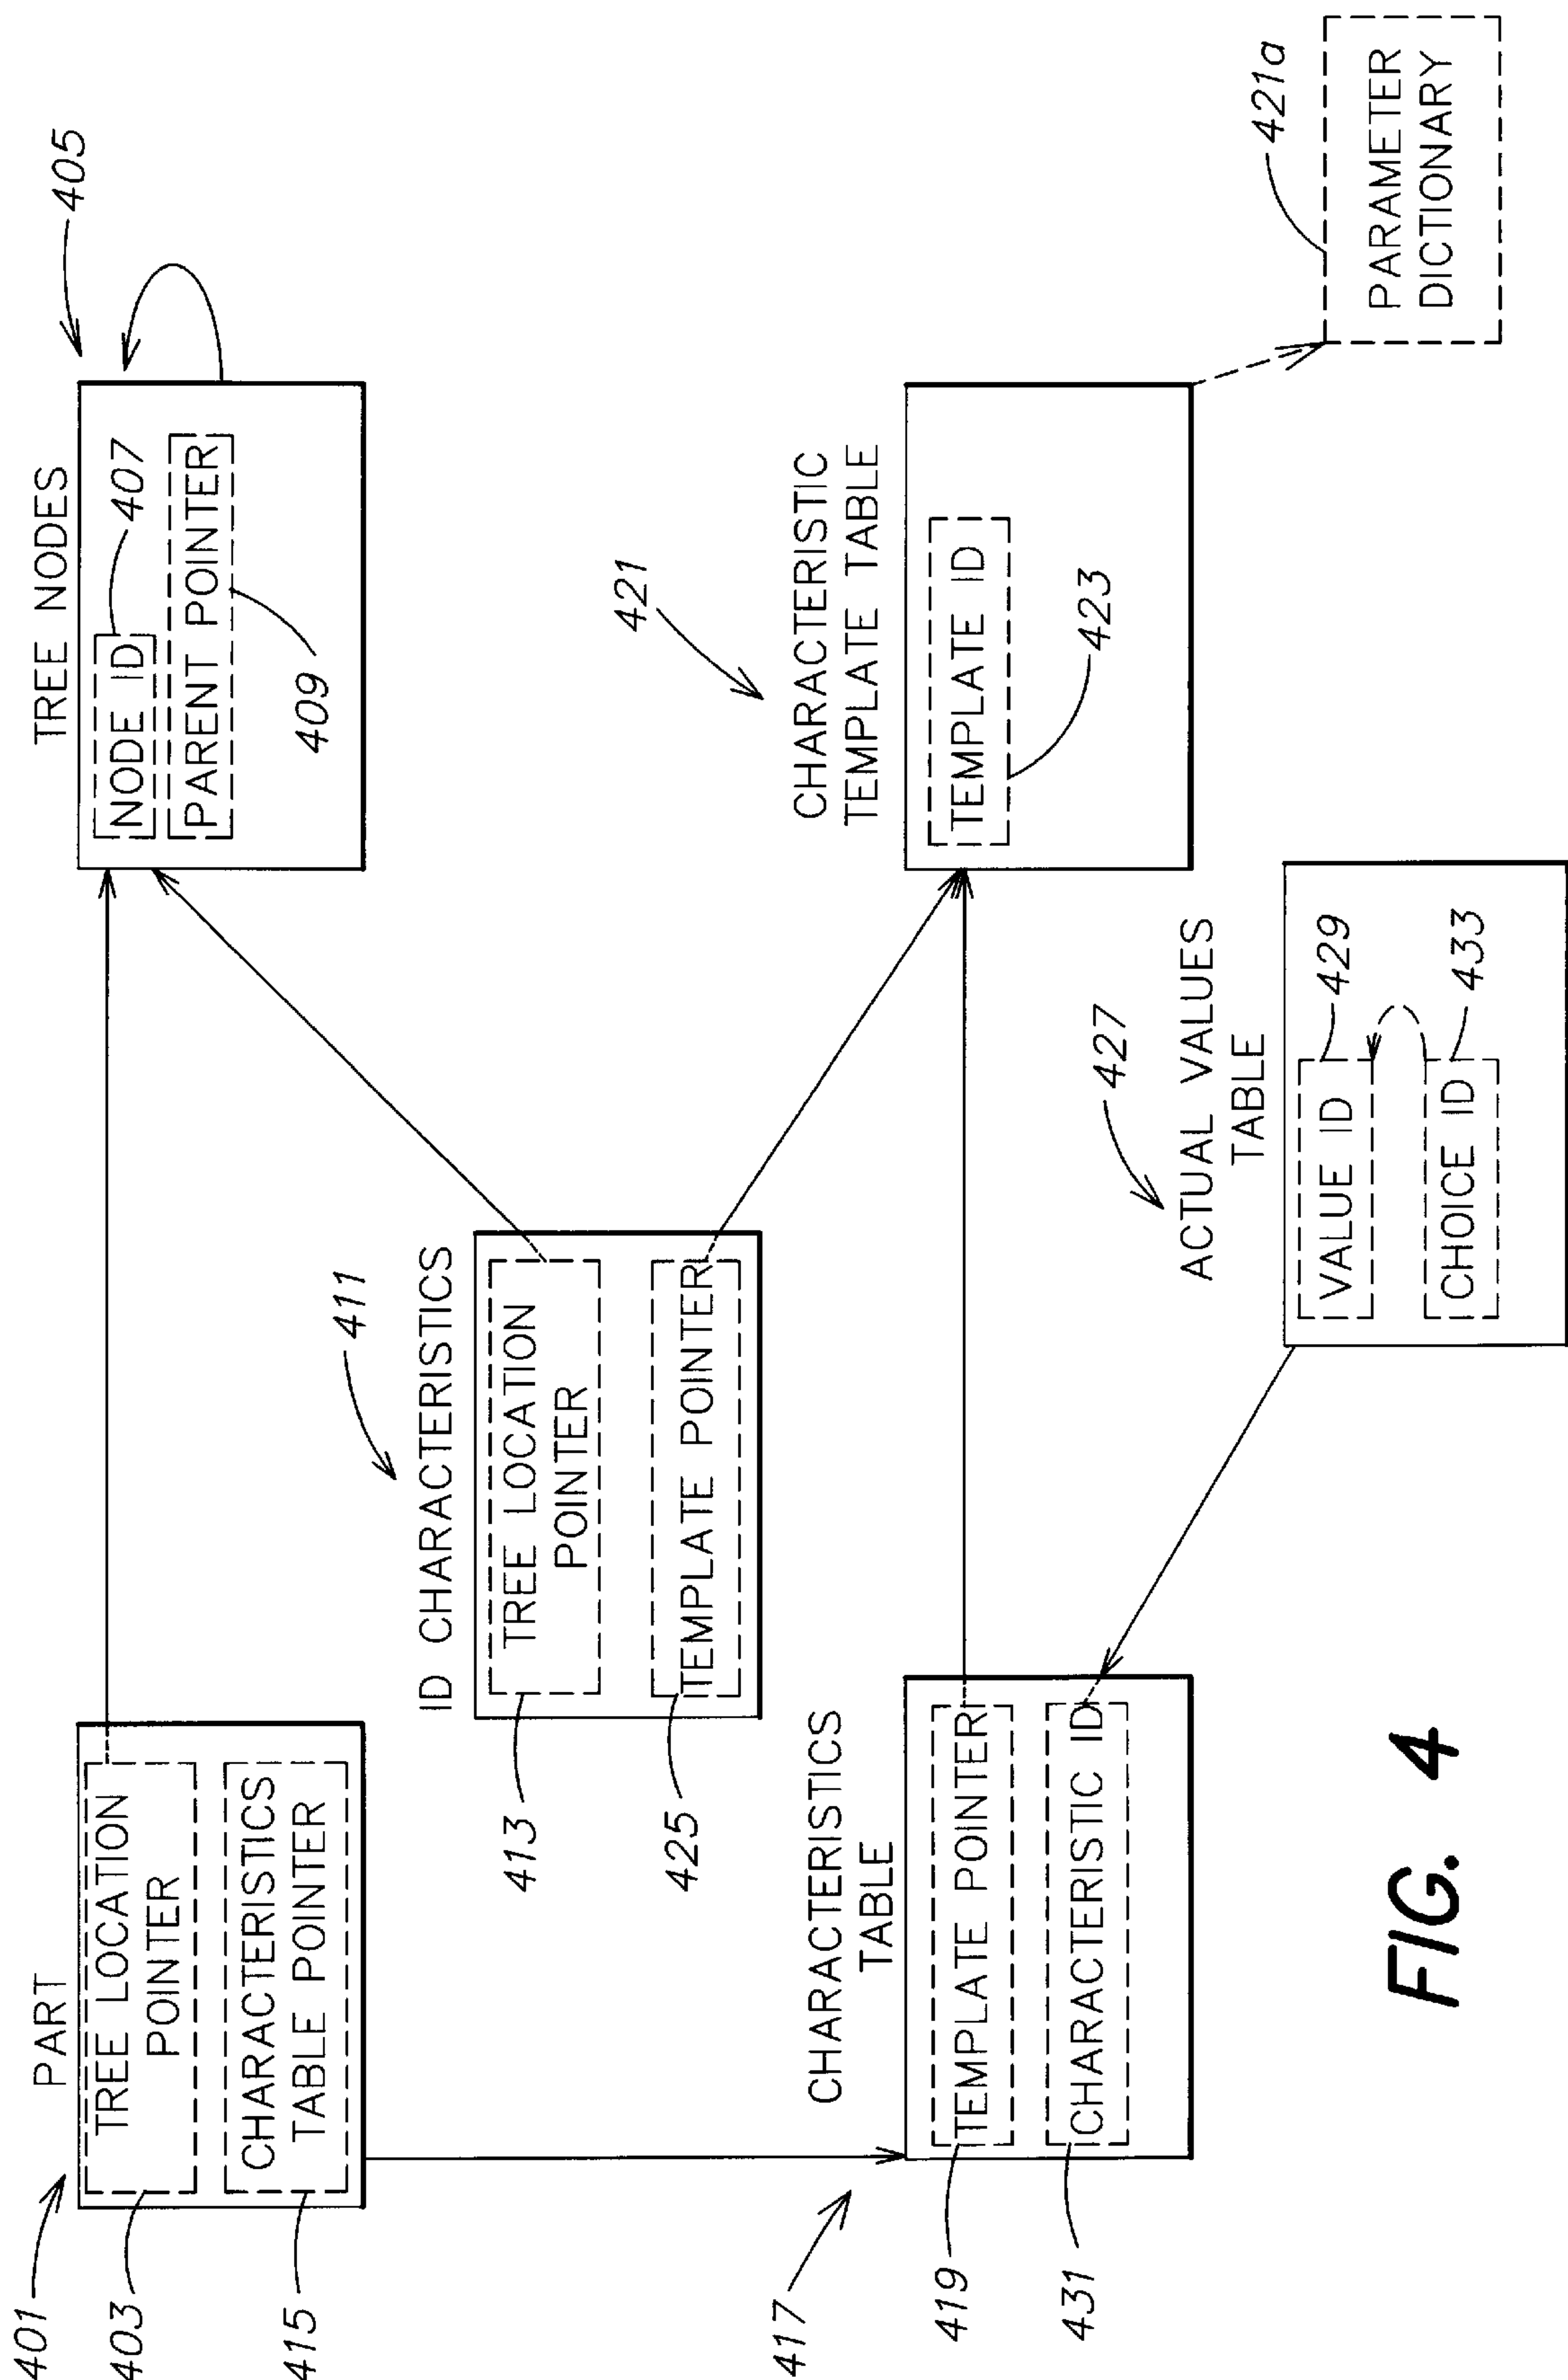 401
PART
403
TREE LOCATION
POINTER
415
CHARACTERISTICS
TABLE POINTER
TREE NODES
405
NODE ID
407
PARENT POINTER
409
ID CHARACTERISTICS
411
413
TREE LOCATION
POINTER
425
TEMPLATE POINTER
417
CHARACTERISTICS
TABLE
419
TEMPLATE POINTER
431
CHARACTERISTIC ID
421
CHARACTERISTIC
TEMPLATE TABLE
TEMPLATE ID
423
427
ACTUAL VALUES
TABLE
VALUE ID
429
CHOICE ID
433
421a
PARAMETER
DICTIONARY
FIG. 4